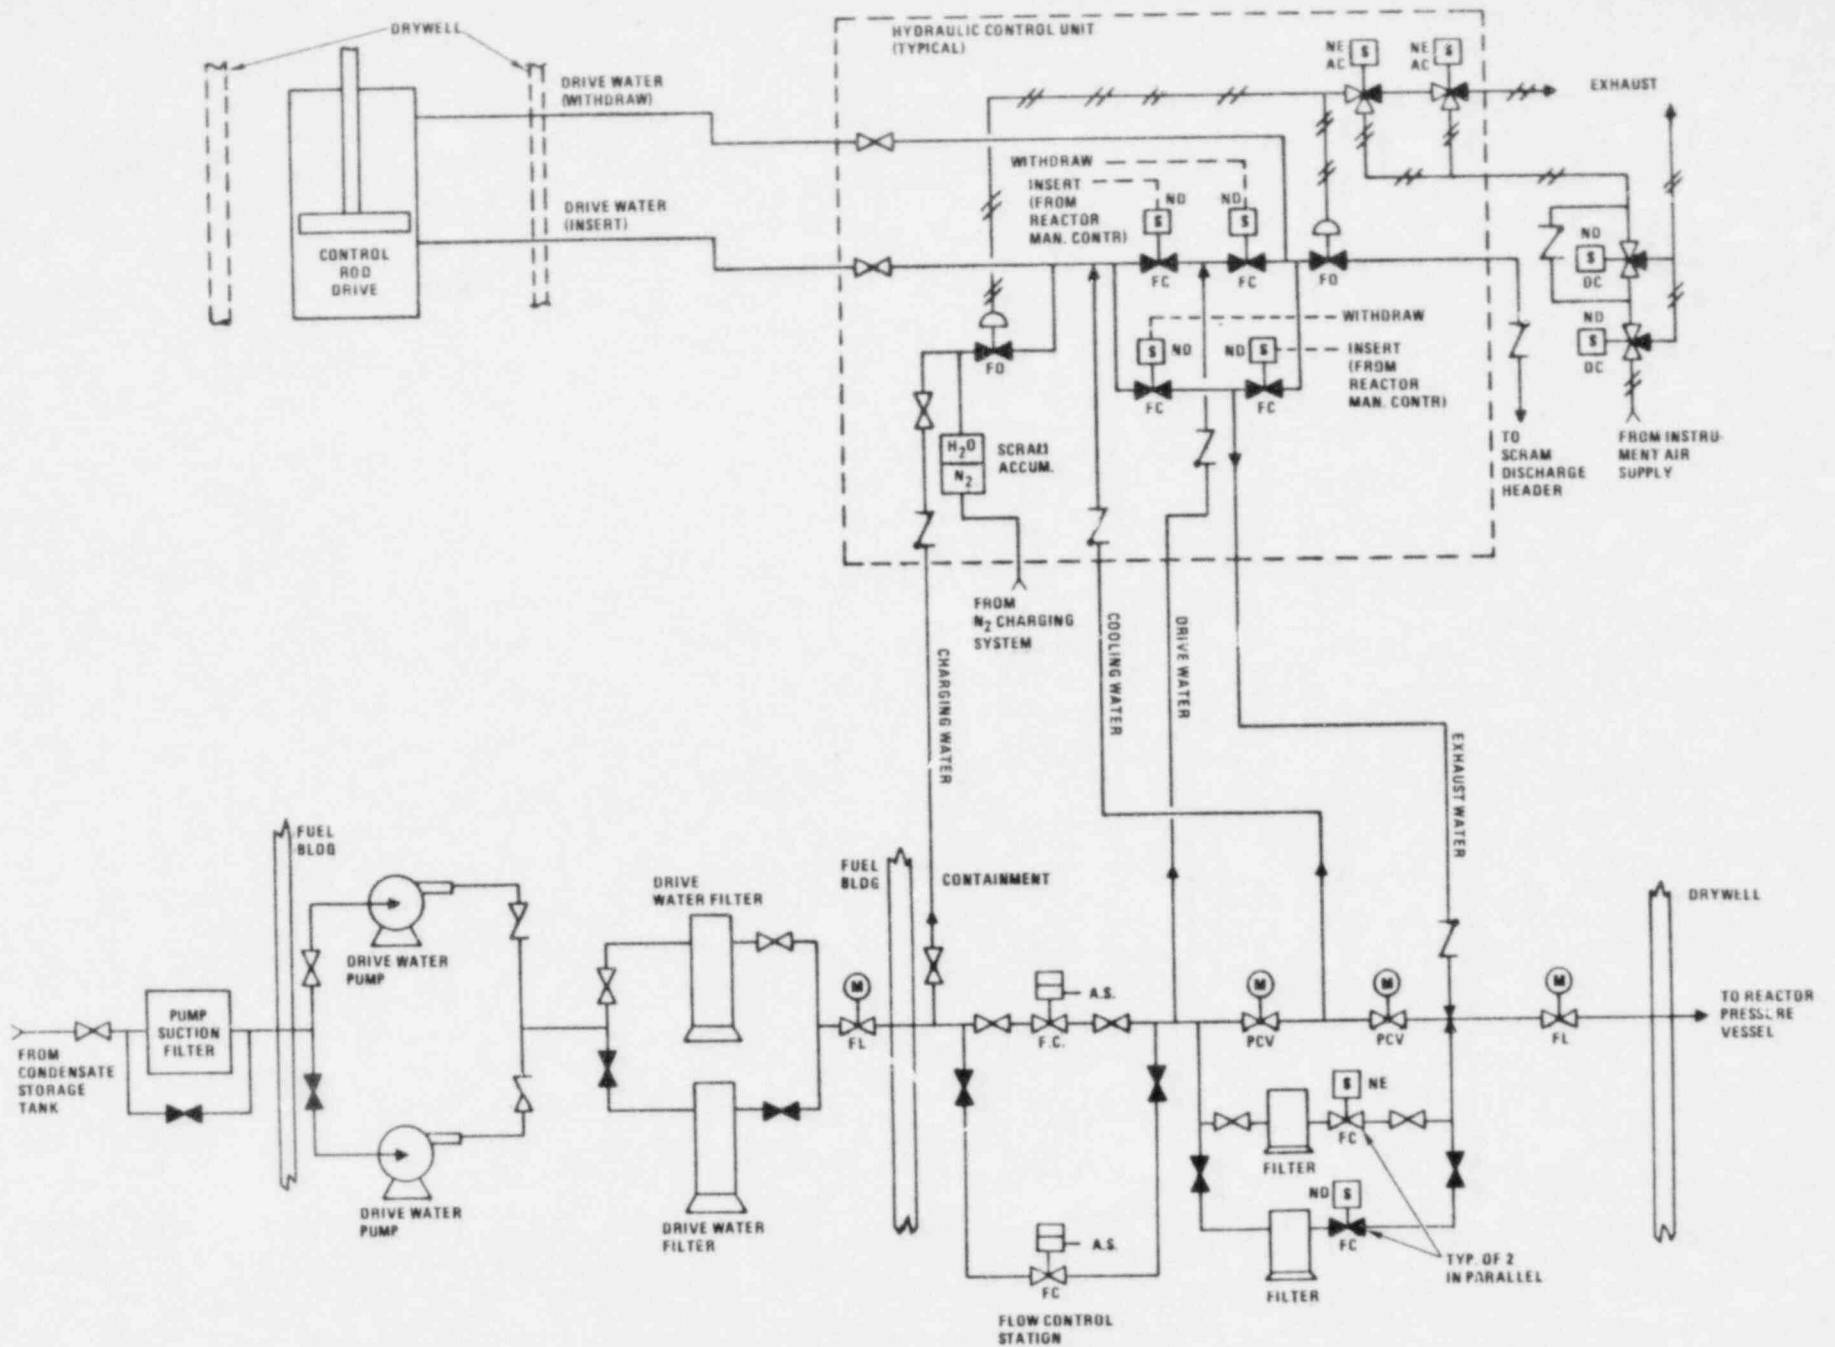 DRYWELL
HYDRAULIC CONTROL UNIT
(TYPICAL)
NE
AC
S
NE
AC
S
EXHAUST
DRIVE WATER
(WITHDRAW)
WITHDRAW
INSERT
(FROM
REACTOR
MAN. CONTR)
ND
S
ND
S
DRIVE WATER
(INSERT)
CONTROL
ROD
DRIVE
FC
FC
FO
ND
S
DC
ND
S
DC
WITHDRAW
S
ND
ND
S
INSERT
(FROM
REACTOR
MAN. CONTR)
FO
FC
FC
H2O
N2
SCRAM
ACCUM.
TO
SCRAM
DISCHARGE
HEADER
FROM INSTRU-
MENT AIR
SUPPLY
FROM
N2 CHARGING
SYSTEM
CHARGING WATER
COOLING WATER
DRIVE WATER
EXHAUST WATER
FUEL
BLDG
DRIVE WATER
PUMP
DRIVE
WATER FILTER
FUEL
BLDG
CONTAINMENT
DRYWELL
PUMP
SUCTION
FILTER
FROM
CONDENSATE
STORAGE
TANK
M
FL
A.S.
F.C.
M
PCV
M
PCV
M
FL
TO REACTOR
PRESSURE
VESSEL
S
NE
FC
FILTER
ND
S
FC
FILTER
TYP. OF 2
IN PARALLEL
DRIVE WATER
PUMP
DRIVE WATER
FILTER
A.S.
FC
FLOW CONTROL
STATION